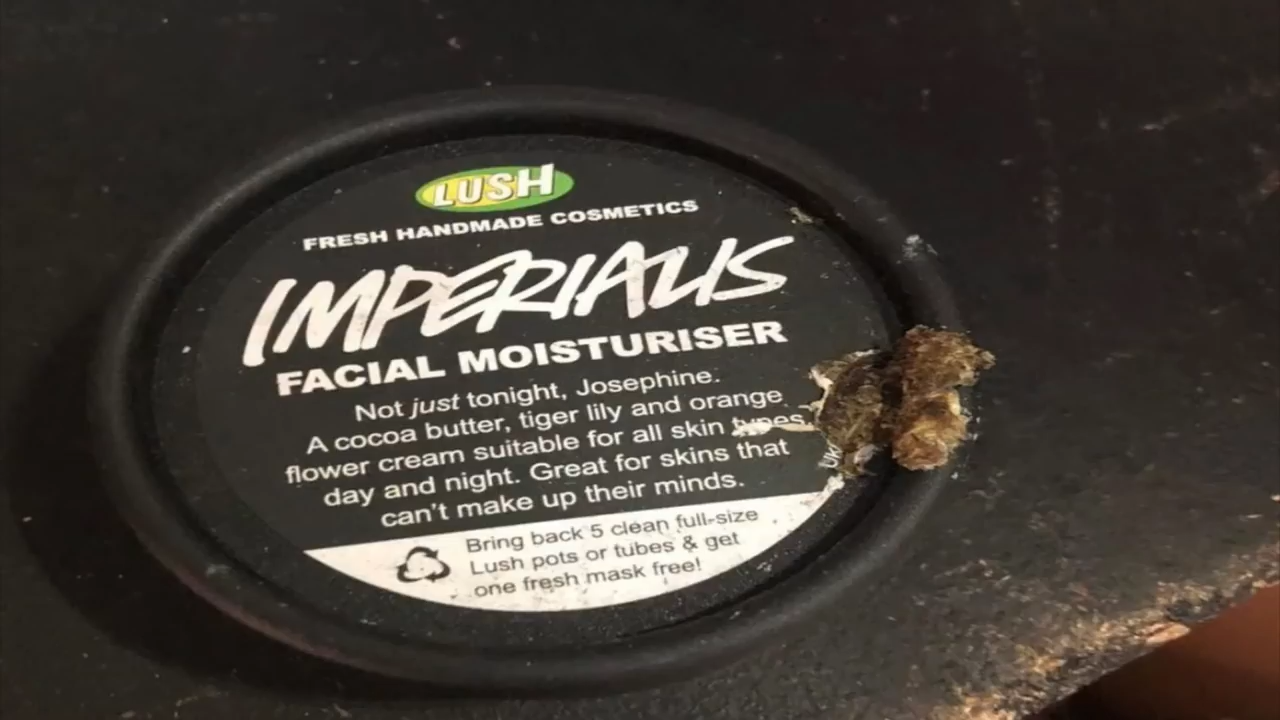 LUSH
FRESH HANDMADE COSMETICS
IMPERIALIS
FACIAL MOISTURISER
Not just tonight, Josephine.
A cocoa butter, tiger lily and orange
flower cream suitable for all skin types
day and night. Great for skins that
can't make up their minds.
Bring back 5 clean full-size
Lush pots or tubes & get
one fresh mask free!